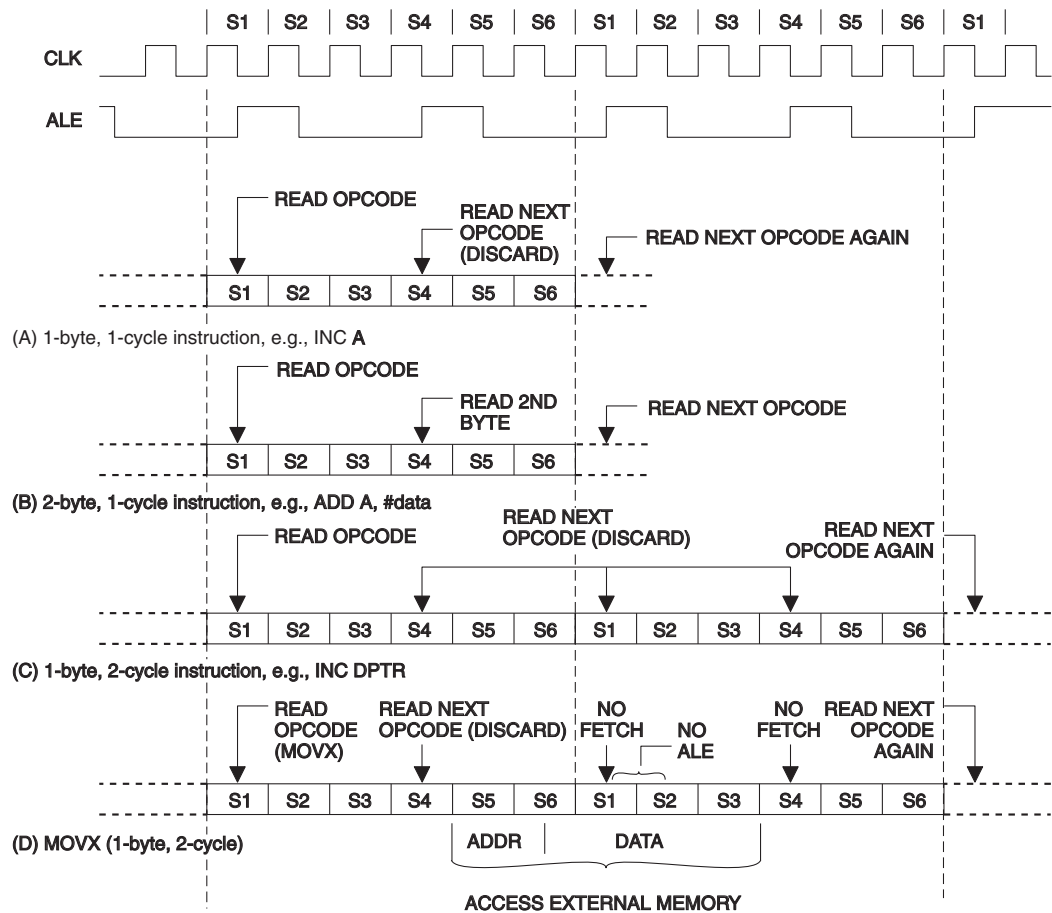 S1 S2 S3 S4 S5 S6 S1 S2 S3 S4 S5 S6 S1
CLK
ALE
READ OPCODE
READ NEXT
OPCODE
(DISCARD)
READ NEXT OPCODE AGAIN
S1 S2 S3 S4 S5 S6
(A) 1-byte, 1-cycle instruction, e.g., INC A
READ OPCODE
READ 2ND
BYTE
READ NEXT OPCODE
S1 S2 S3 S4 S5 S6
(B) 2-byte, 1-cycle instruction, e.g., ADD A, #data
READ OPCODE
READ NEXT
OPCODE (DISCARD)
READ NEXT
OPCODE AGAIN
S1 S2 S3 S4 S5 S6 S1 S2 S3 S4 S5 S6
(C) 1-byte, 2-cycle instruction, e.g., INC DPTR
READ
OPCODE
(MOVX)
READ NEXT
OPCODE (DISCARD)
NO
FETCH
NO
ALE
NO
FETCH
READ NEXT
OPCODE
AGAIN
S1 S2 S3 S4 S5 S6 S1 S2 S3 S4 S5 S6
(D) MOVX (1-byte, 2-cycle)
ADDR DATA
ACCESS EXTERNAL MEMORY